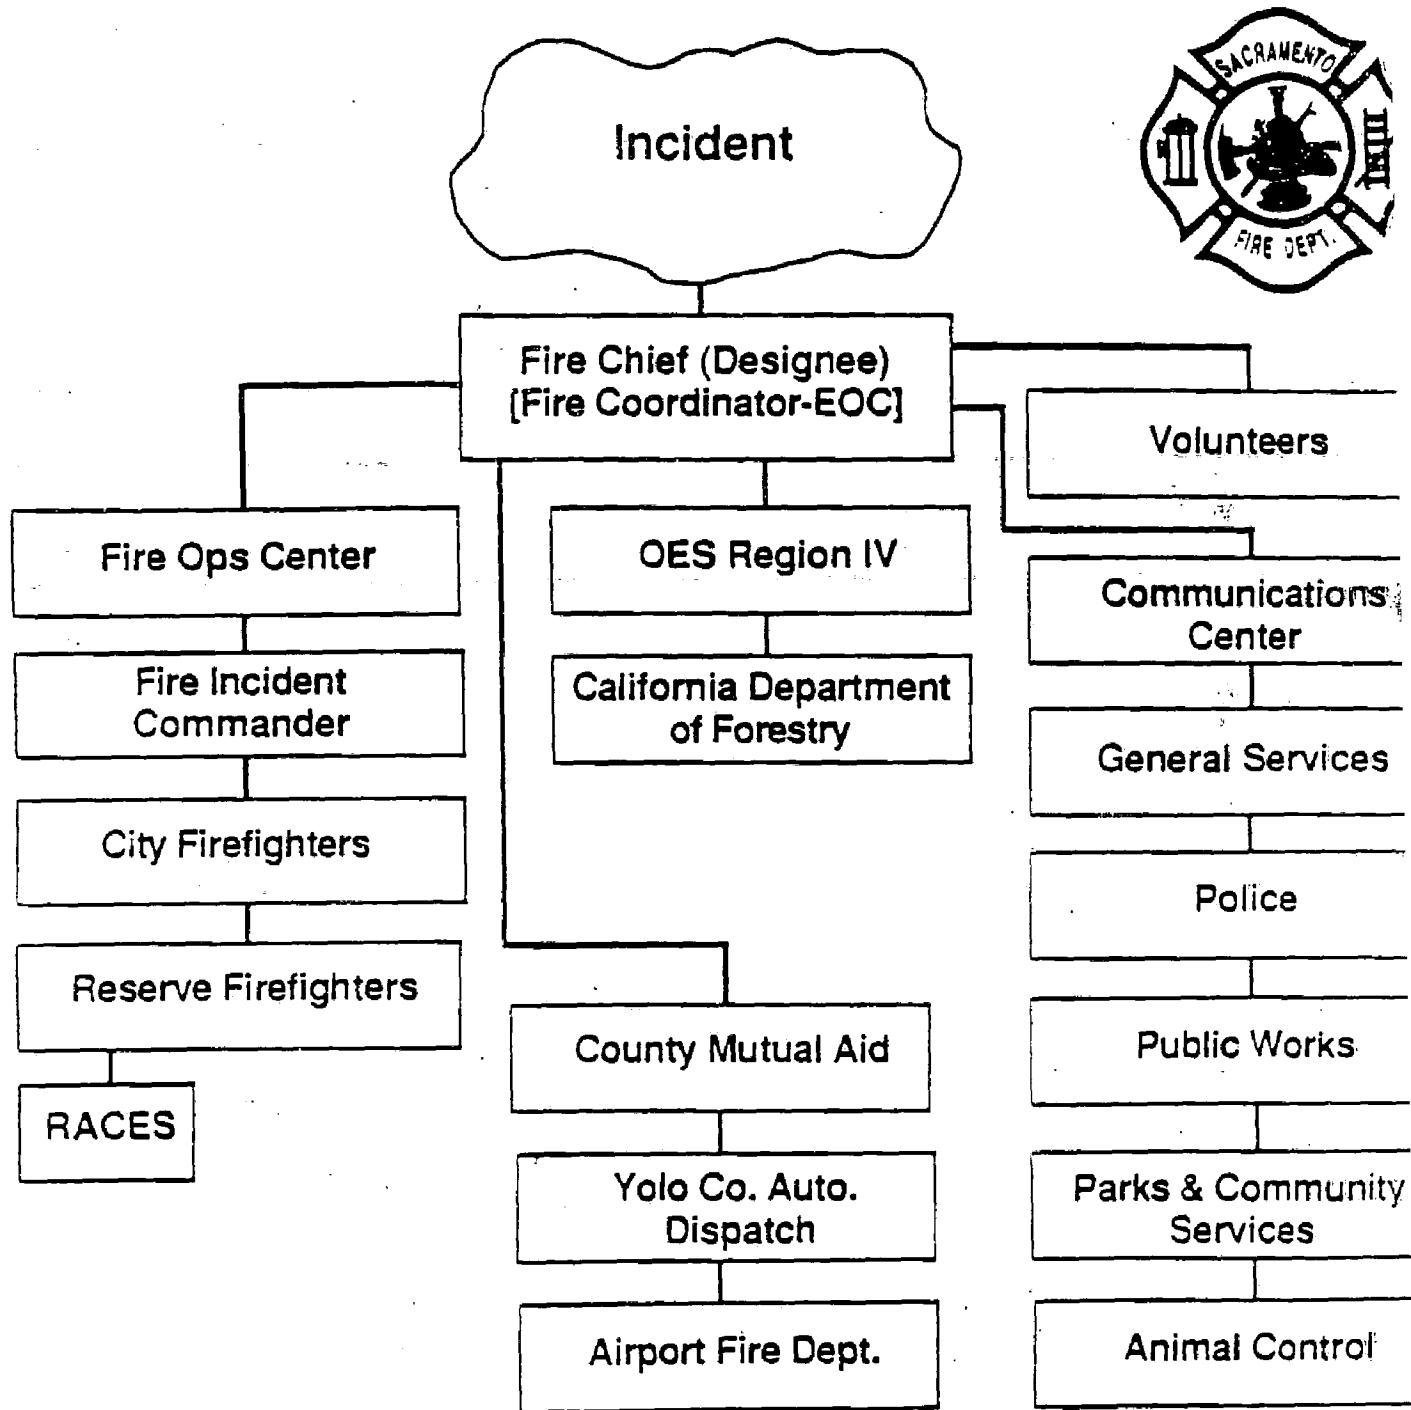 SACRAMENTO
FIRE DEPT.
Incident
Fire Chief (Designee)
[Fire Coordinator-EOC]
Volunteers
Fire Ops Center
OES Region IV
Communications
Center
Fire Incident
Commander
California Department
of Forestry
General Services
City Firefighters
Police
Reserve Firefighters
County Mutual Aid
Public Works
RACES
Yolo Co. Auto.
Dispatch
Parks & Community
Services
Airport Fire Dept.
Animal Control